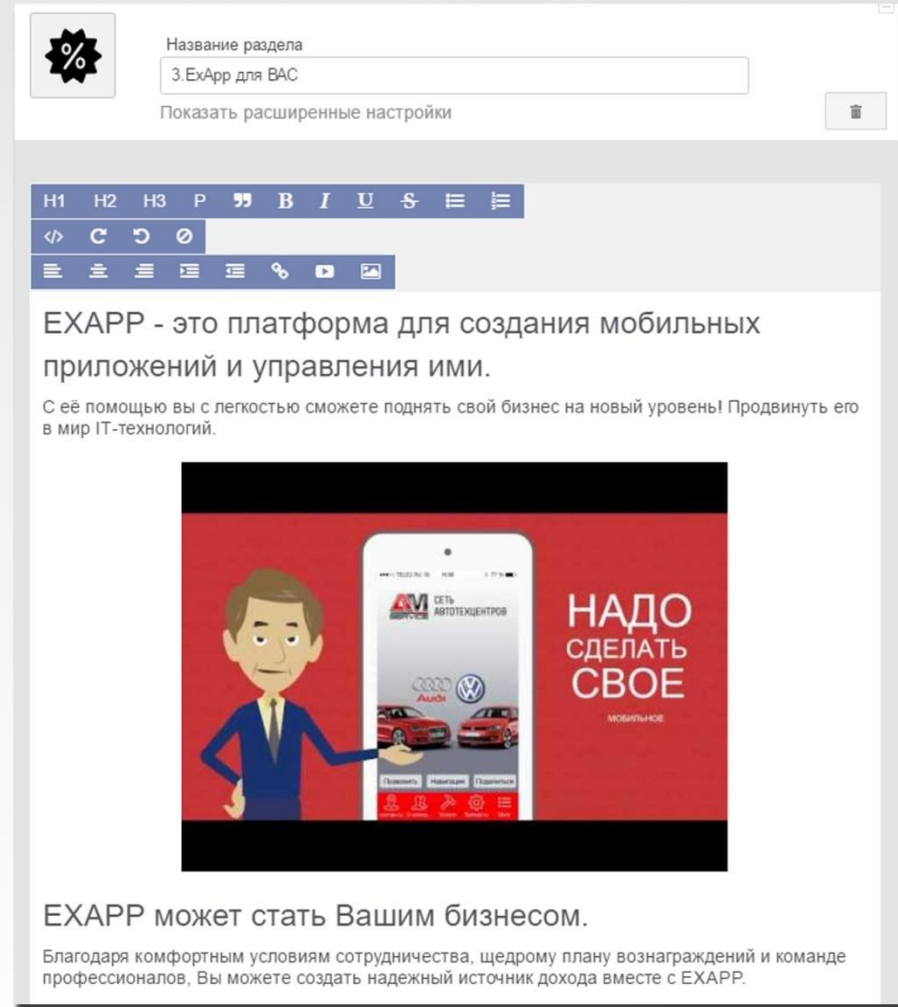 Название раздела
3.ExApp для ВАС
Показать расширенные настройки
H1 H2 H3 P B I U S
EXAPP - это платформа для создания мобильных
приложений и управления ими.
С её помощью вы с легкостью сможете поднять свой бизнес на новый уровень! Продвинуть его
в мир IT-технологий.
AM
SERVICE
СЕТЬ
АВТОТЕХЦЕНТРОВ
Audi
Позвонить Навигация Поделиться
НАДО
СДЕЛАТЬ
СВОЕ
МОБИЛЬНОЕ
EXAPP может стать Вашим бизнесом.
Благодаря комфортным условиям сотрудничества, щедрому плану вознаграждений и команде
профессионалов, Вы можете создать надежный источник дохода вместе с EXAPP.